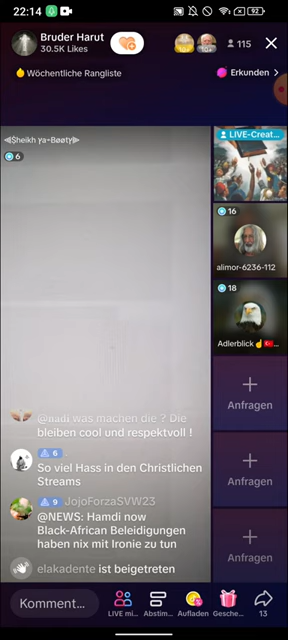 22:14
92
Bruder Harut
30.5K Likes
10+
10+
115
Wöchentliche Rangliste
Erkunden
6
LIVE-Creat...
16
alimor-6236-112
18
Adlerblick
Anfragen
Anfragen
Anfragen
was machen die ? Die
bleiben cool und respektvoll !
6
.
So viel Hass in den Christlichen
Streams
9 JojoForzaSVW23
@NEWS: Hamdi now
Black-African Beleidigungen
haben nix mit Ironie zu tun
elakadente ist beigetreten
Komment...
LIVE mi...
Abstim...
Aufladen
Gesche...
13